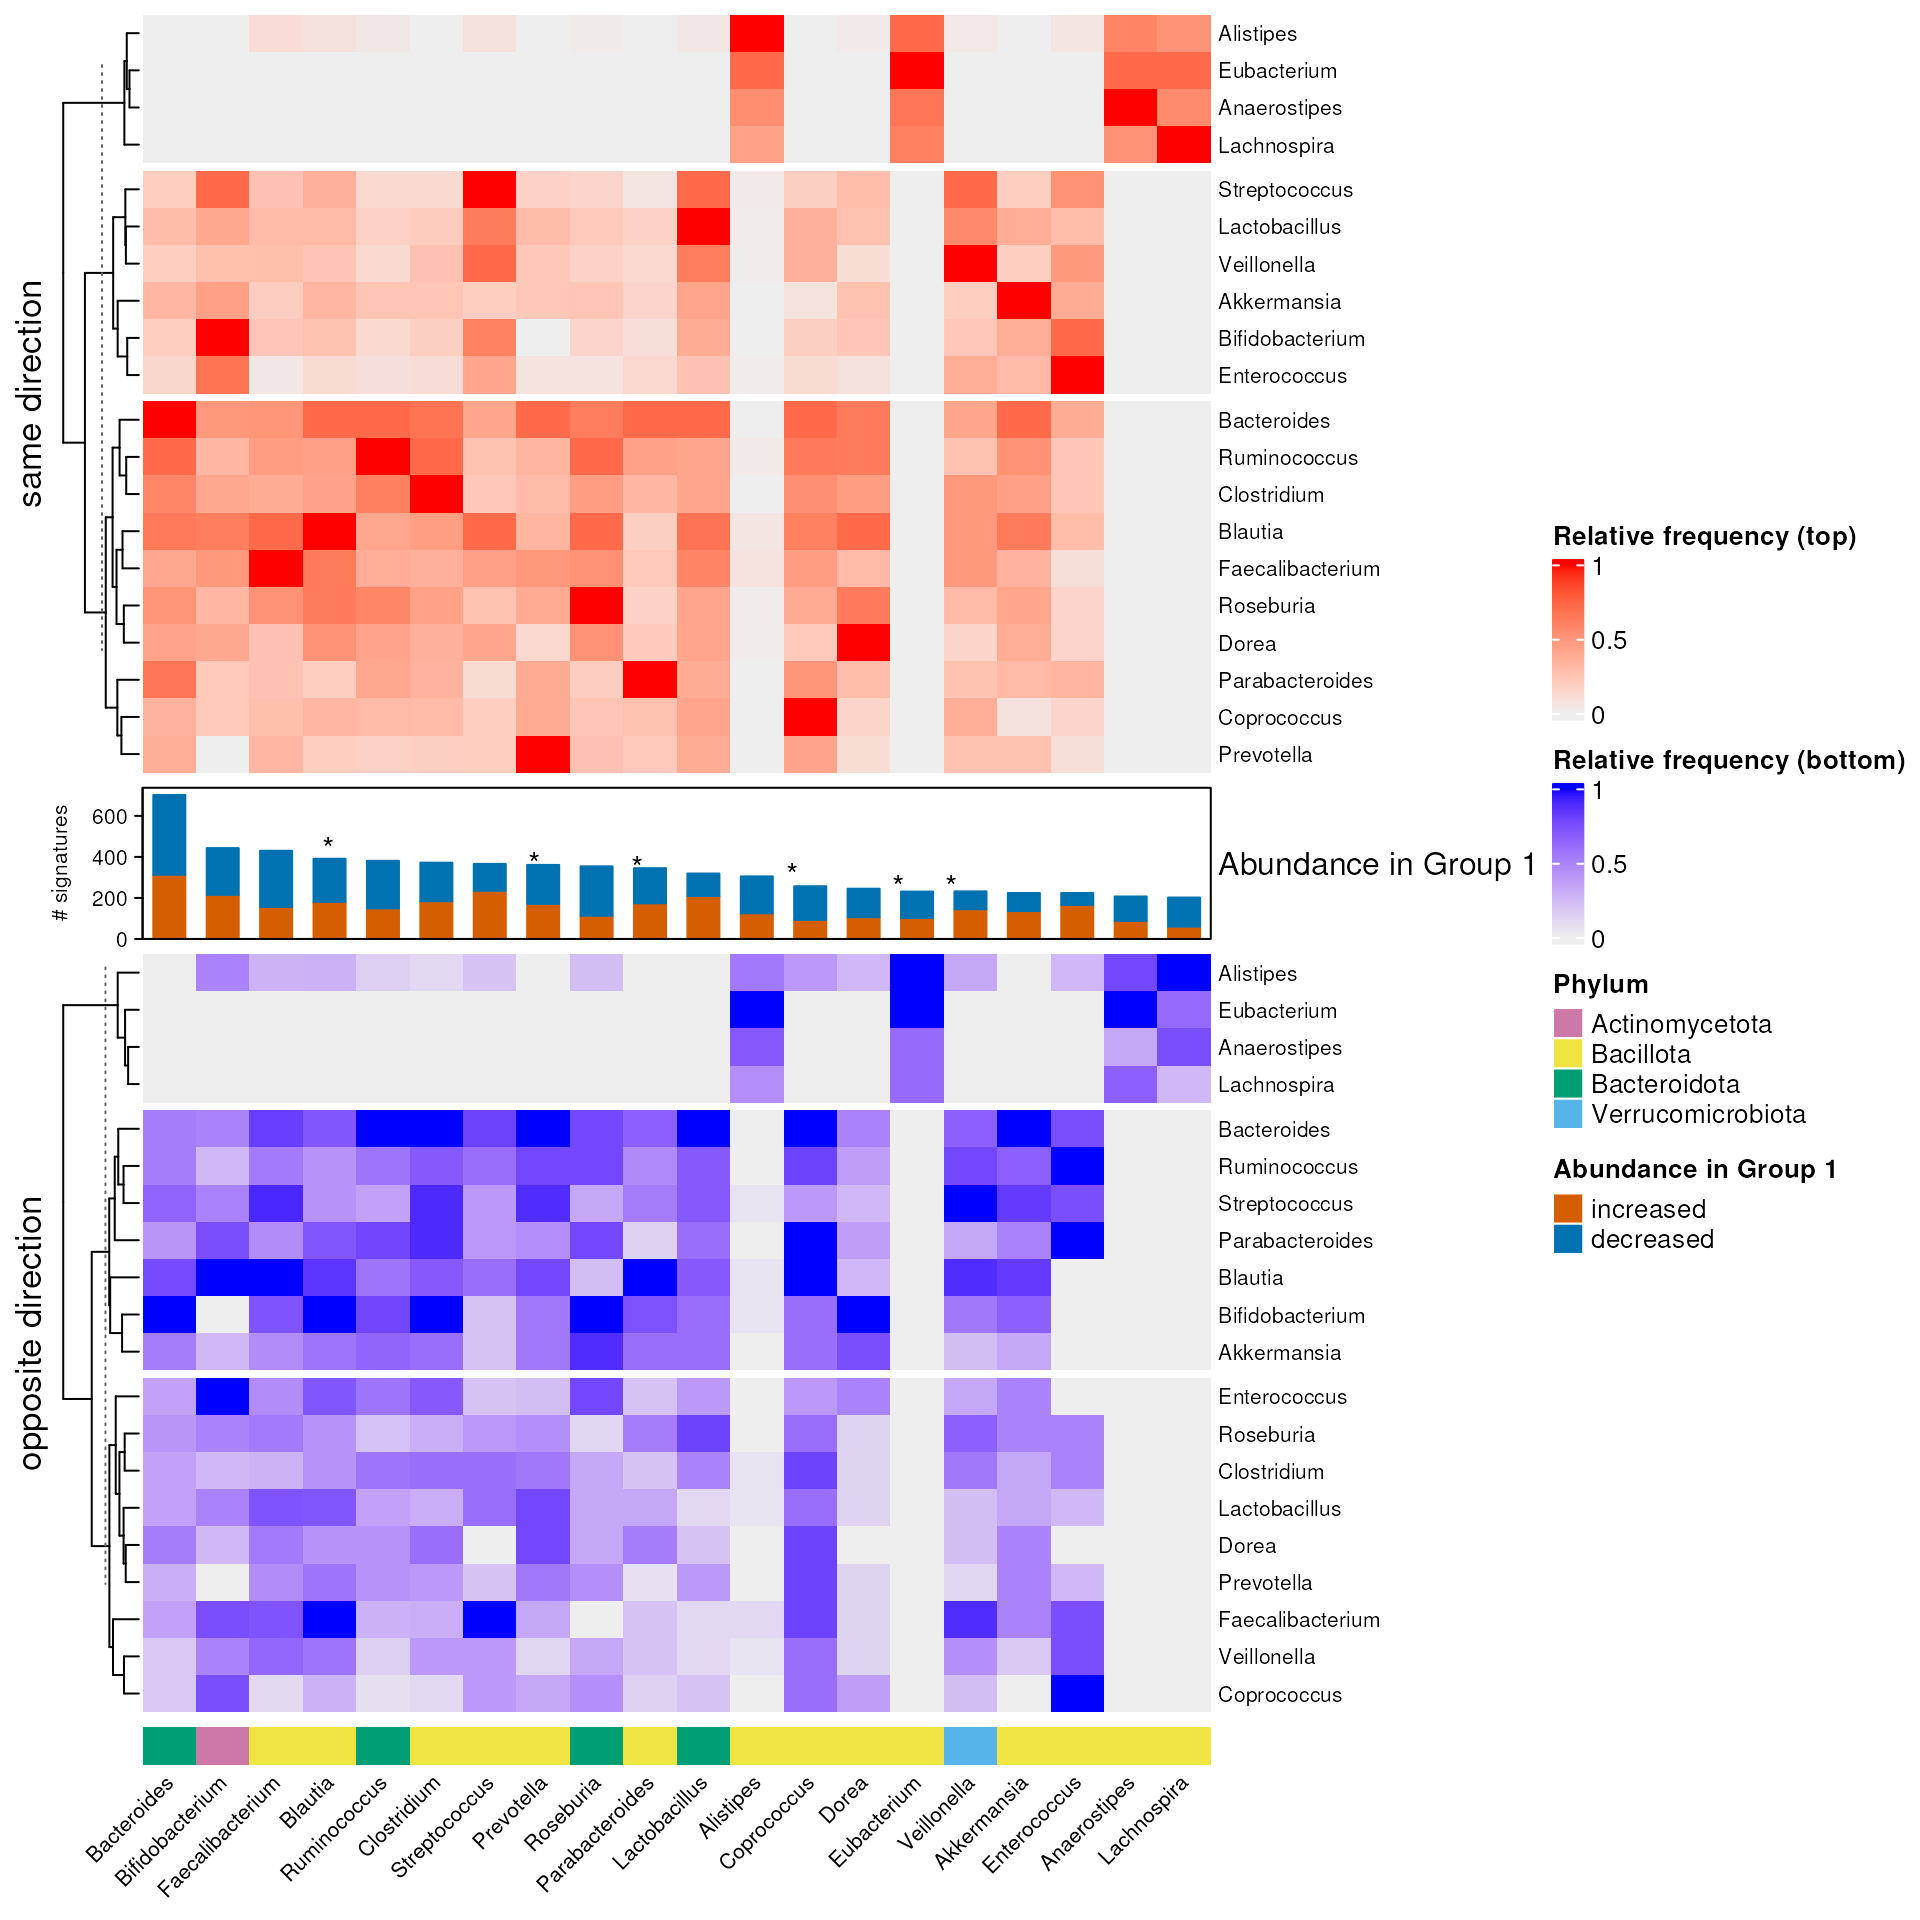 same direction
Alistipes
Eubacterium
Anaerostipes
Lachnospira
Streptococcus
Lactobacillus
Veillonella
Akkermansia
Bifidobacterium
Enterococcus
Bacteroides
Ruminococcus
Clostridium
Blautia
Faecalibacterium
Roseburia
Dorea
Parabacteroides
Coprococcus
Prevotella
# signatures
600
400
200
0
* * * * * *
Abundance in Group 1
opposite direction
Alistipes
Eubacterium
Anaerostipes
Lachnospira
Bacteroides
Ruminococcus
Streptococcus
Parabacteroides
Blautia
Bifidobacterium
Akkermansia
Enterococcus
Roseburia
Clostridium
Lactobacillus
Dorea
Prevotella
Faecalibacterium
Veillonella
Coprococcus
Bacteroides
Bifidobacterium
Faecalibacterium
Blautia
Ruminococcus
Clostridium
Streptococcus
Prevotella
Roseburia
Parabacteroides
Lactobacillus
Alistipes
Coprococcus
Dorea
Eubacterium
Veillonella
Akkermansia
Enterococcus
Anaerostipes
Lachnospira
Relative frequency (top)
1
0.5
0
Relative frequency (bottom)
1
0.5
0
Phylum
Actinomycetota
Bacillota
Bacteroidota
Verrucomicrobiota
Abundance in Group 1
increased
decreased